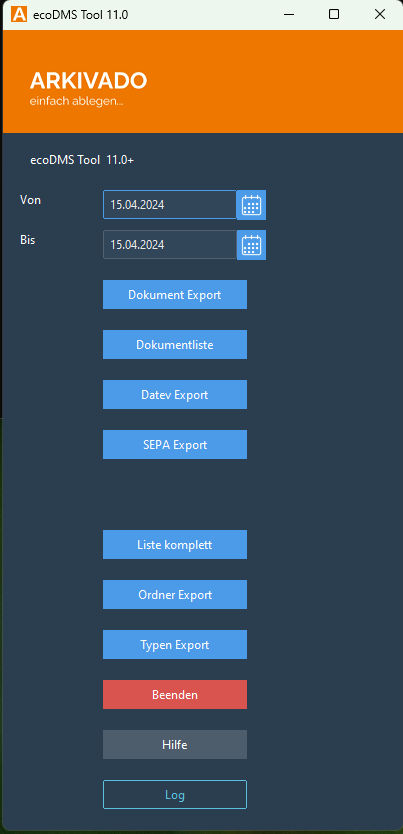 ecoDMS Tool 11.0
ARKIVADO
einfach ablegen...
ecoDMS Tool 11.0+
Von 15.04.2024
Bis 15.04.2024
Dokument Export
Dokumentliste
Datev Export
SEPA Export
Liste komplett
Ordner Export
Typen Export
Beenden
Hilfe
Log